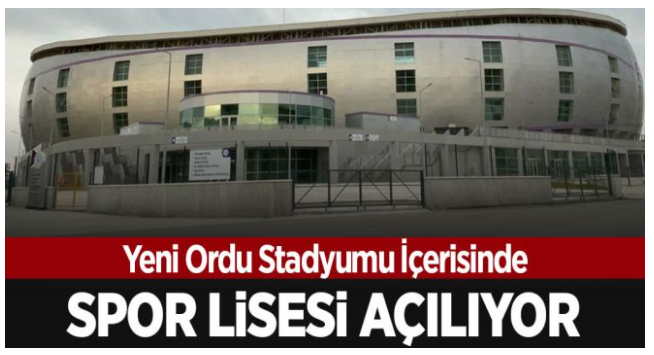 Yeni Ordu Stadyumu İçerisinde
SPOR LİSESİ AÇILIYOR